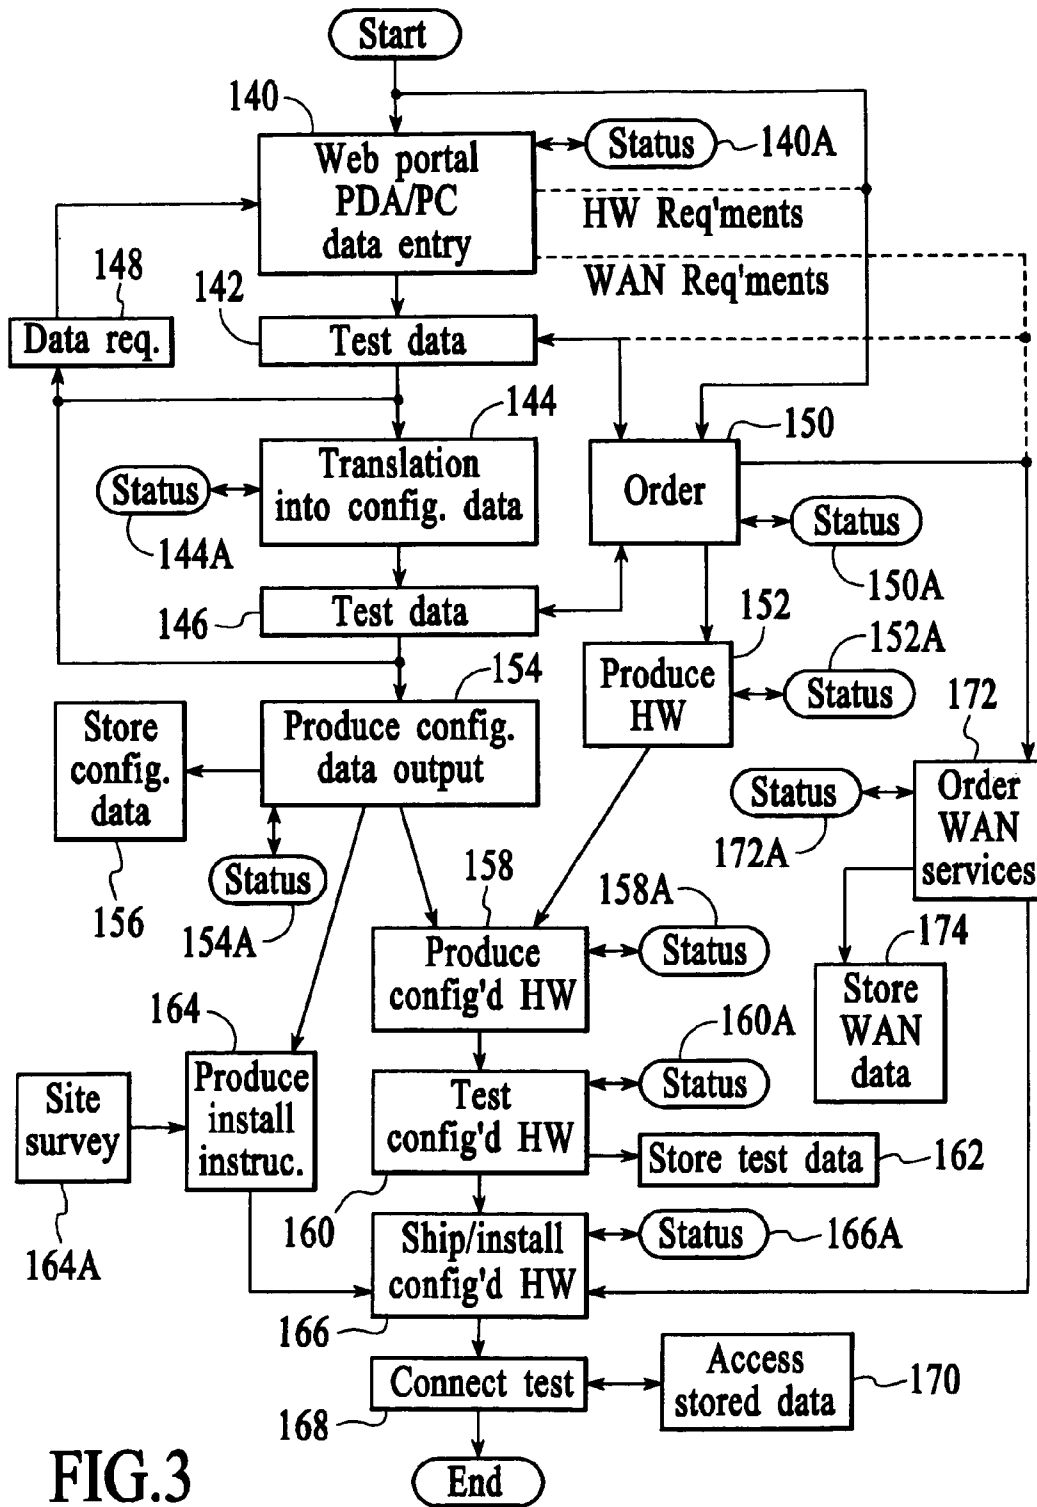 Start
140
Web portal
PDA/PC
data entry
Status
140A
HW Req'ments
WAN Req'ments
148
Data req.
142
Test data
144
Translation
into config. data
Status
144A
150
Order
Status
150A
146
Test data
152
Produce
HW
152A
Status
154
Produce config.
data output
Store
config.
data
156
Status
154A
172
Order
WAN
services
Status
172A
158
Produce
config'd HW
158A
Status
174
Store
WAN
data
164
Produce
install
instruc.
Site
survey
164A
160A
Status
Test
config'd HW
160
Store test data
162
Ship/install
config'd HW
166
Status
166A
Connect test
168
Access
stored data
170
End
FIG.3